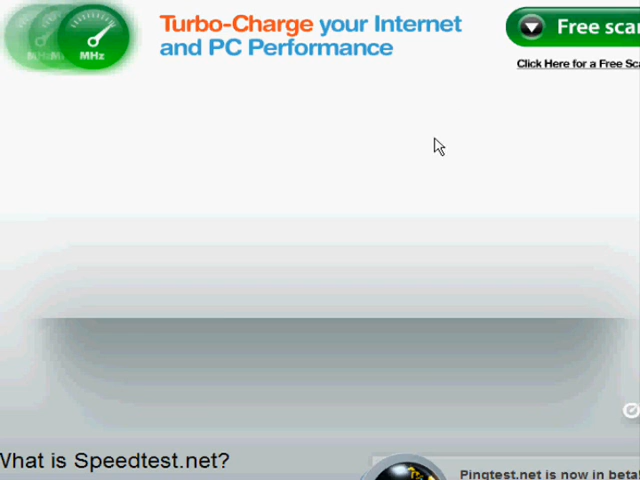 Turbo-Charge your Internet
and PC Performance
MHz
Free scan
Click Here for a Free Sca
What is Speedtest.net?
Pingtest.net is now in beta!